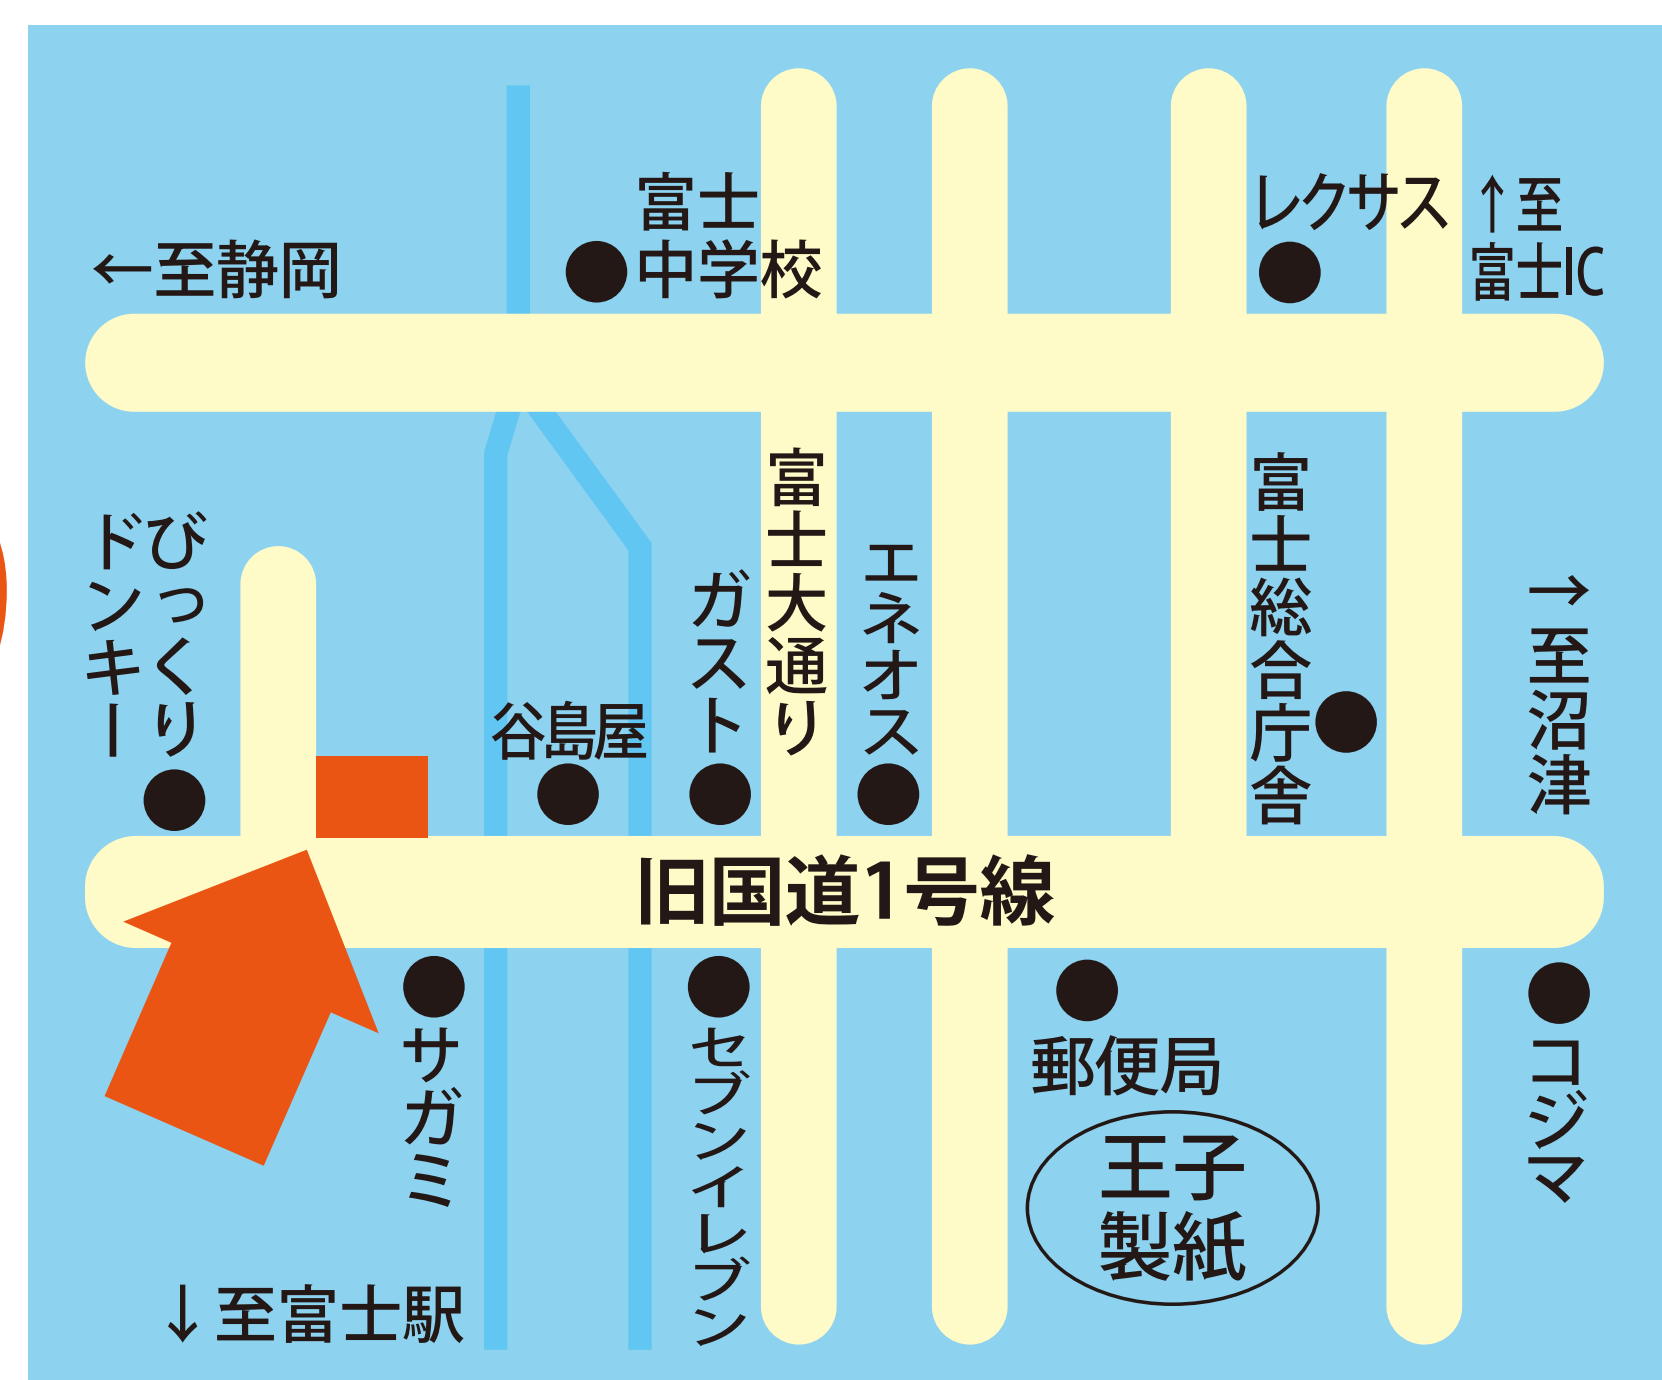 ←至静岡
富士
中学校
レクサス
↑至
富士IC
びっくり
ドンキー
谷島屋
ガスト
富士大通り
エネオス
富士総合庁舎
→至沼津
旧国道1号線
サガミ
セブンイレブン
郵便局
王子
製紙
コジマ
↓至富士駅